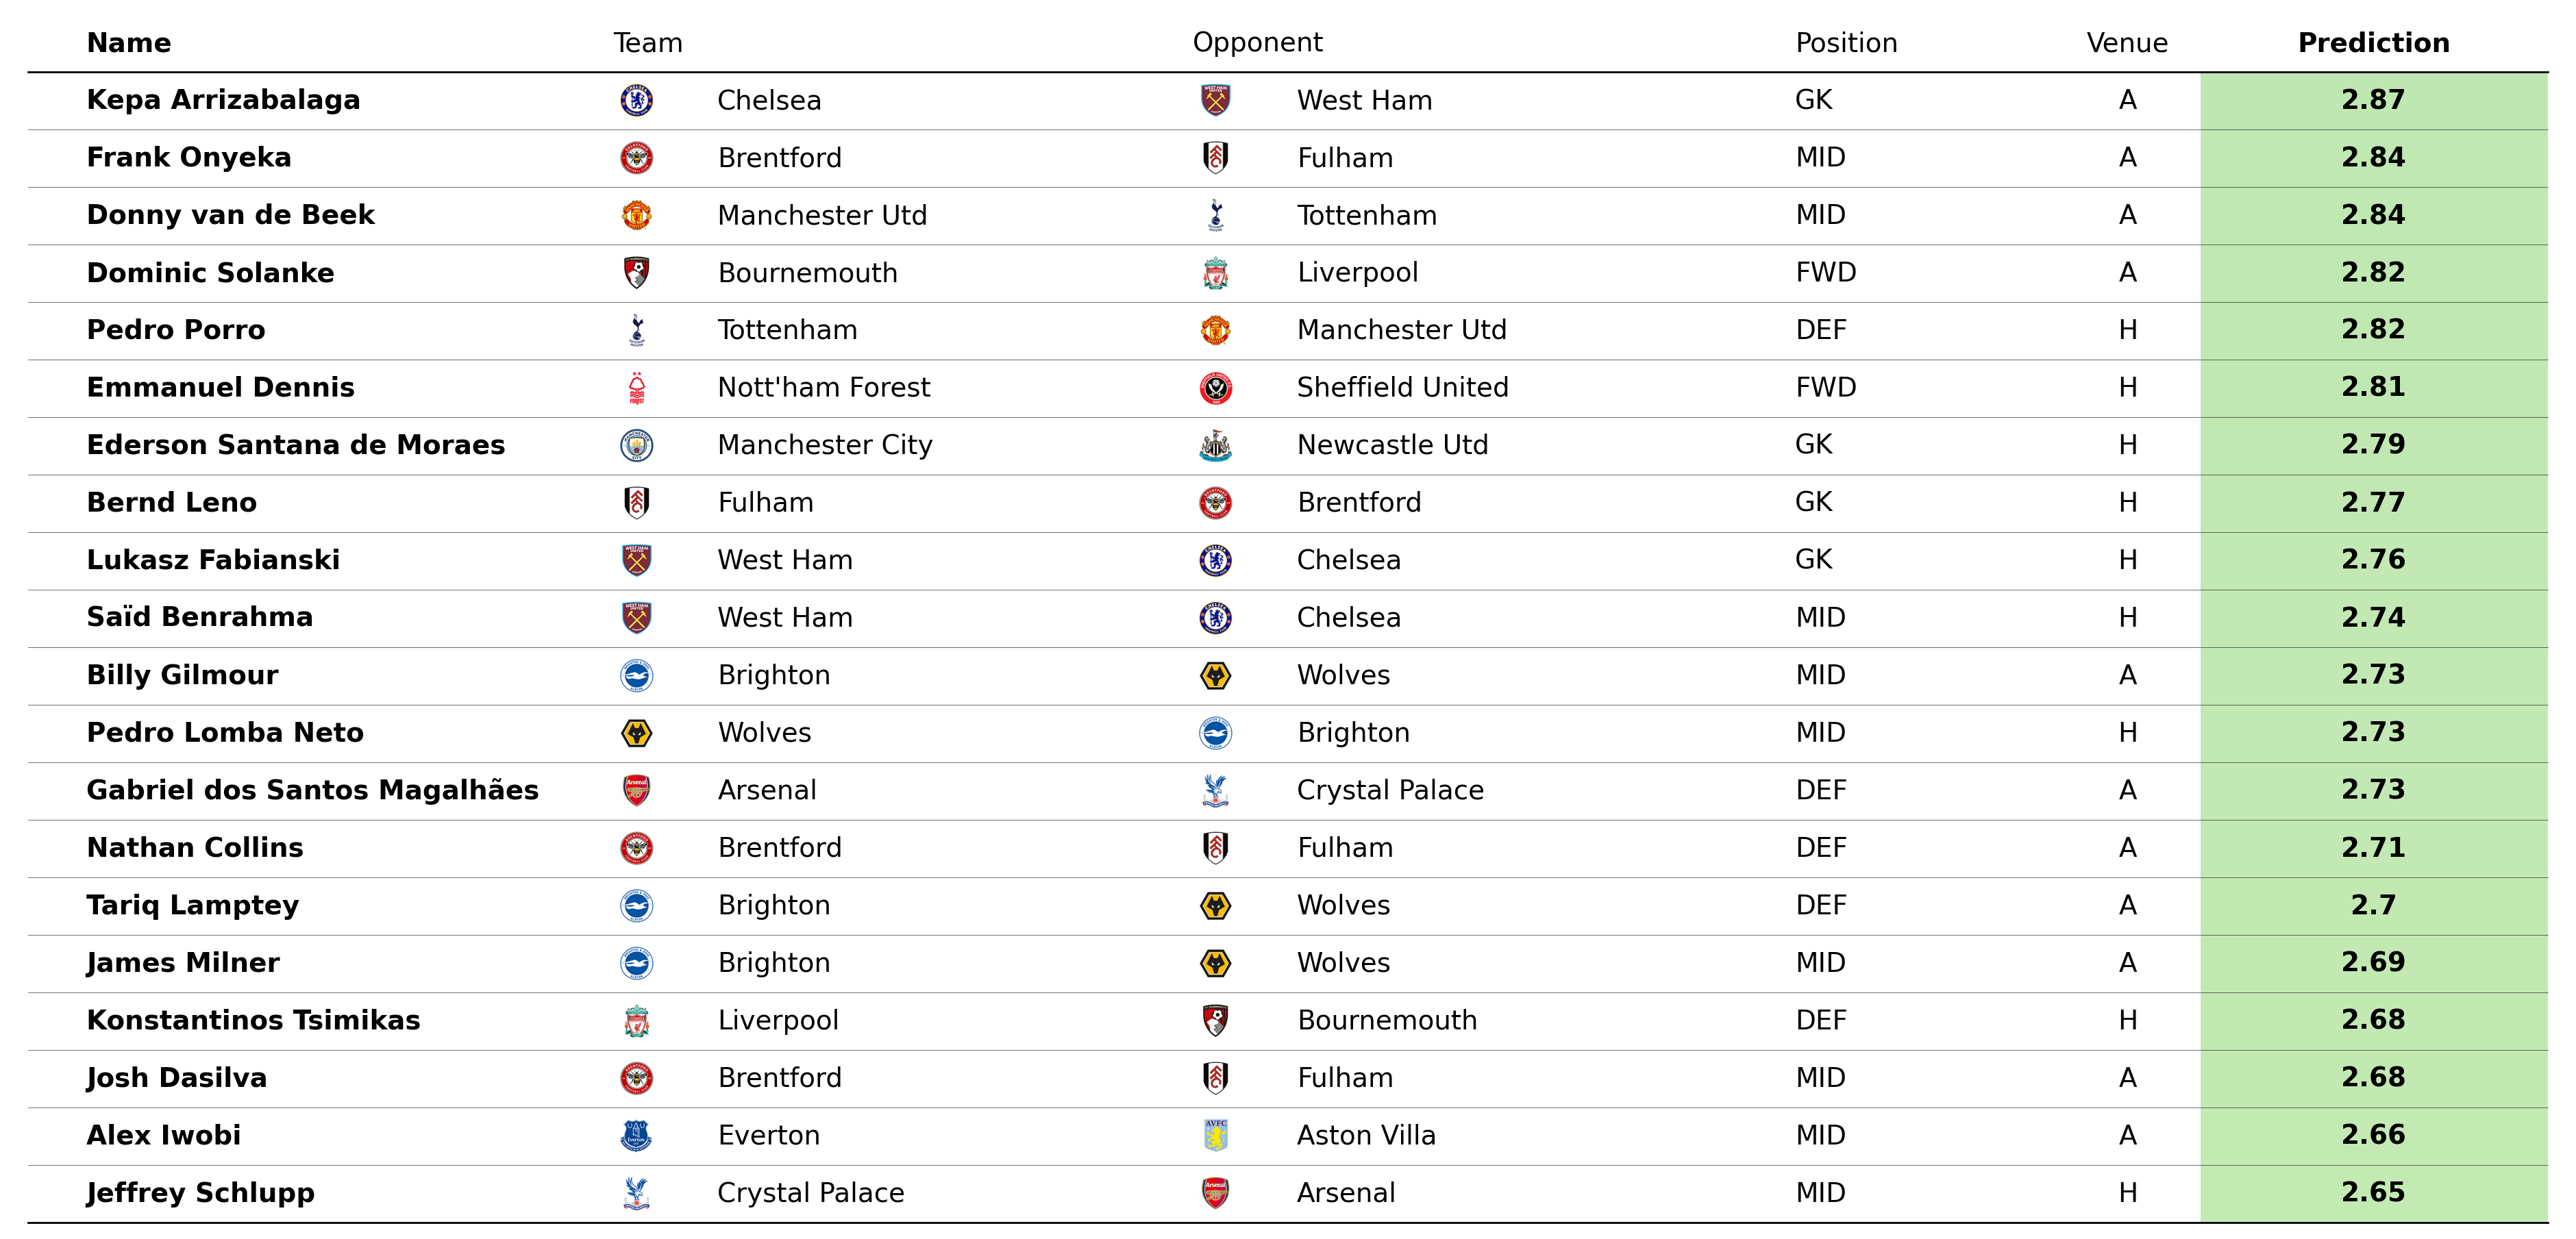 Name Team Opponent Position Venue Prediction
Kepa Arrizabalaga Chelsea West Ham GK A 2.87
Frank Onyeka Brentford Fulham MID A 2.84
Donny van de Beek Manchester Utd Tottenham MID A 2.84
Dominic Solanke Bournemouth Liverpool FWD A 2.82
Pedro Porro Tottenham Manchester Utd DEF H 2.82
Emmanuel Dennis Nott'ham Forest Sheffield United FWD H 2.81
Ederson Santana de Moraes Manchester City Newcastle Utd GK H 2.79
Bernd Leno Fulham Brentford GK H 2.77
Lukasz Fabianski West Ham Chelsea GK H 2.76
Saïd Benrahma West Ham Chelsea MID H 2.74
Billy Gilmour Brighton Wolves MID A 2.73
Pedro Lomba Neto Wolves Brighton MID H 2.73
Gabriel dos Santos Magalhães Arsenal Crystal Palace DEF A 2.73
Nathan Collins Brentford Fulham DEF A 2.71
Tariq Lamptey Brighton Wolves DEF A 2.7
James Milner Brighton Wolves MID A 2.69
Konstantinos Tsimikas Liverpool Bournemouth DEF H 2.68
Josh Dasilva Brentford Fulham MID A 2.68
Alex Iwobi Everton Aston Villa MID A 2.66
Jeffrey Schlupp Crystal Palace Arsenal MID H 2.65